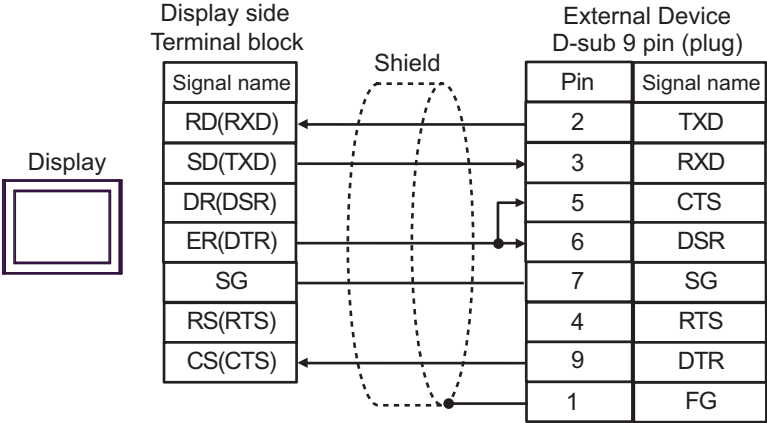 Display side
Terminal block
External Device
D-sub 9 pin (plug)
Shield
Display
Signal name Pin Signal name
RD(RXD) 2 TXD
SD(TXD) 3 RXD
DR(DSR) 5 CTS
ER(DTR) 6 DSR
SG 7 SG
RS(RTS) 4 RTS
CS(CTS) 9 DTR
1 FG